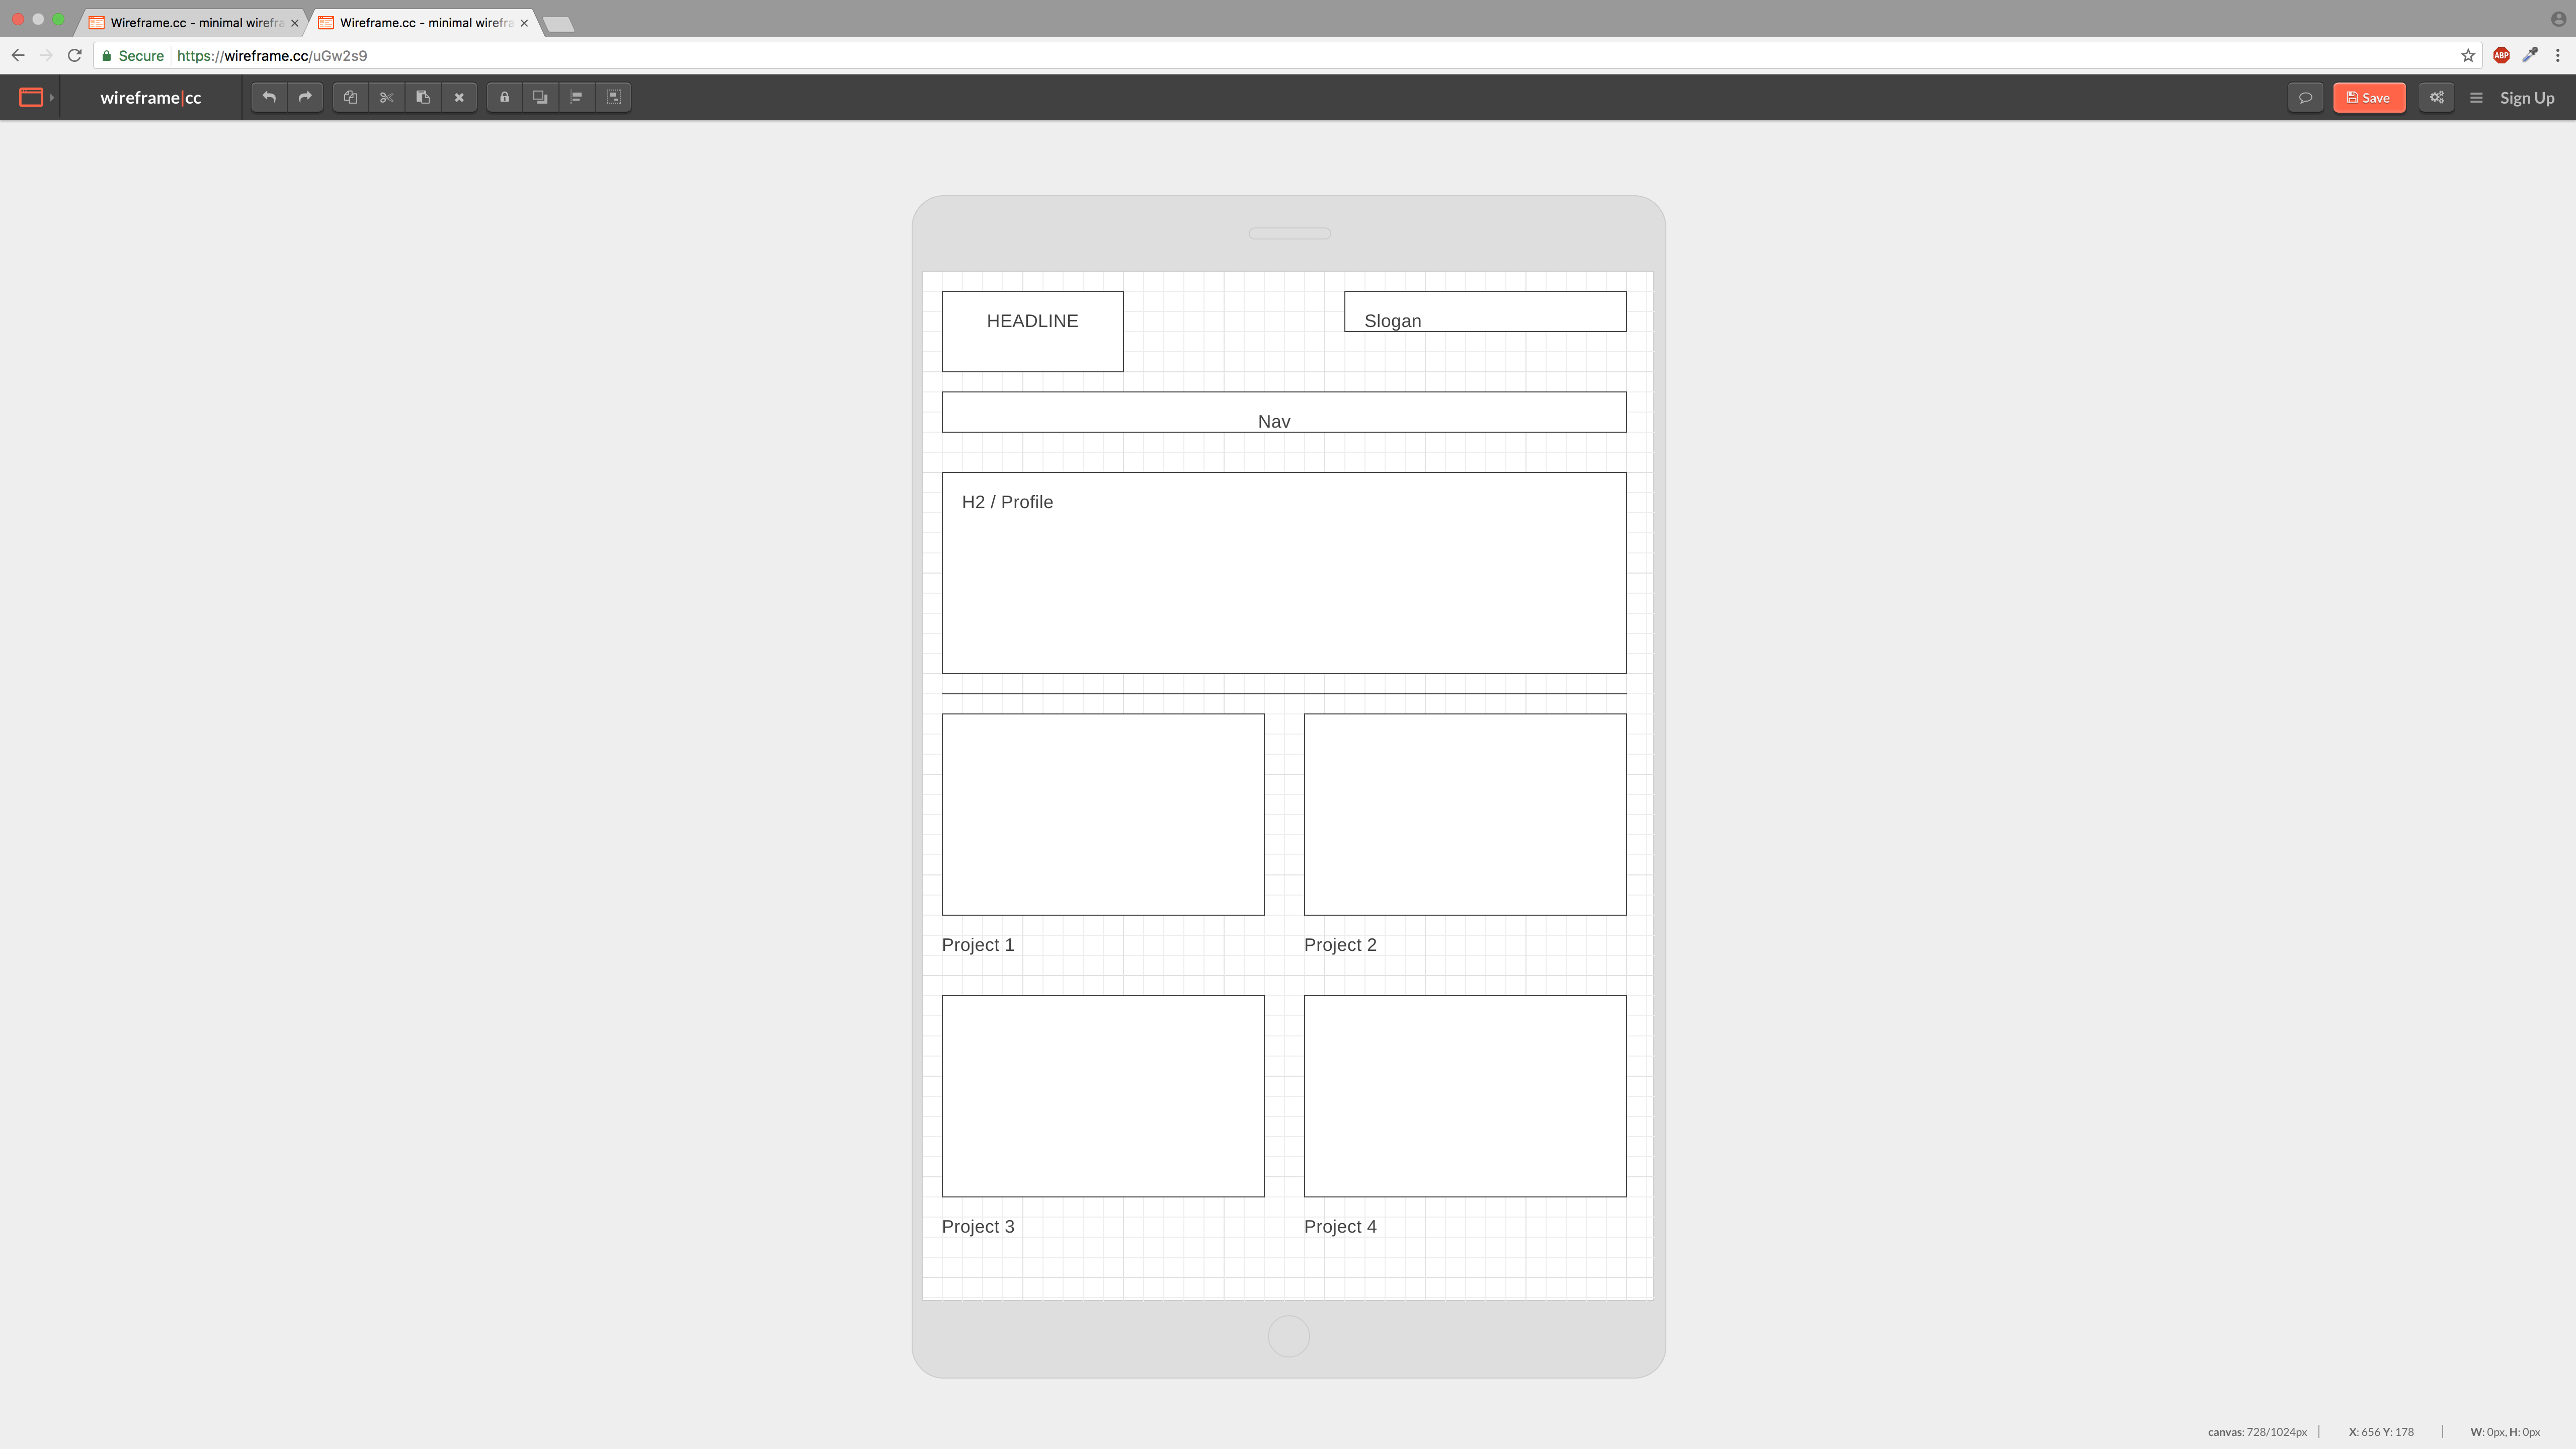 Wireframe.cc - minimal wirefra
Wireframe.cc - minimal wirefra
Secure https://wireframe.cc/uGw2s9
ABP
wireframe|cc
Save
Sign Up
HEADLINE
Slogan
Nav
H2 / Profile
Project 1
Project 2
Project 3
Project 4
canvas: 728/1024px X: 656 Y: 178 W: 0px, H: 0px